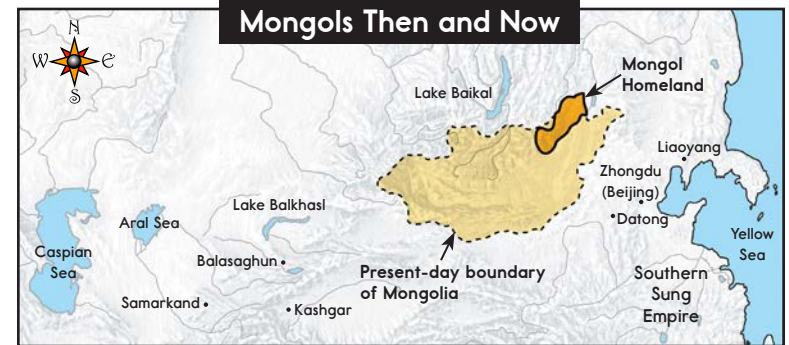 Mongols Then and Now
N
W
E
S
Lake Baikal
Mongol
Homeland
Liaoyang
Zhongdu
(Beijing)
Datong
Yellow
Sea
Lake Balkhasl
Aral Sea
Caspian
Sea
Balasaghun
Samarkand
Kashgar
Present-day boundary
of Mongolia
Southern
Sung
Empire